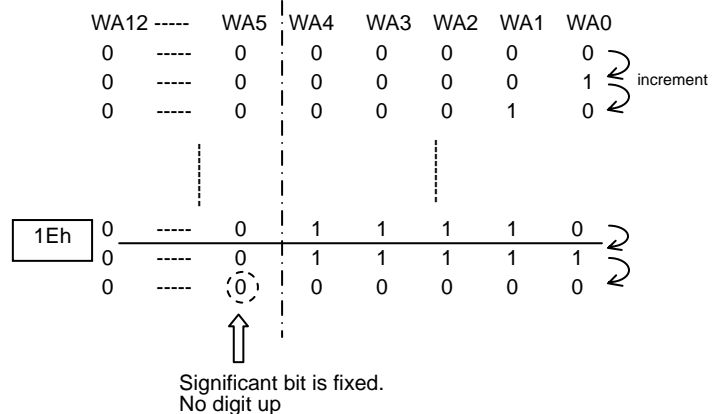 WA12 ----- WA5 WA4 WA3 WA2 WA1 WA0
0 ----- 0 0 0 0 0 0
0 ----- 0 0 0 0 0 1
increment
0 ----- 0 0 0 0 1 0
1Eh 0 ----- 0 1 1 1 1 0
0 ----- 0 1 1 1 1 1
0 ----- 0 0 0 0 0 0
Significant bit is fixed.
No digit up